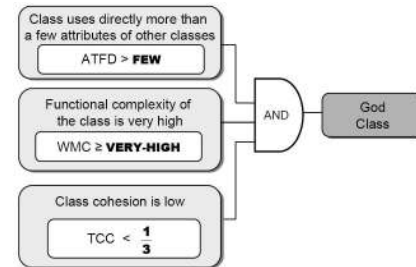 Class uses directly more than
a few attributes of other classes
ATFD > FEW
Functional complexity of
the class is very high
WMC ≥ VERY-HIGH
Class cohesion is low
TCC < 1/3
AND
God
Class